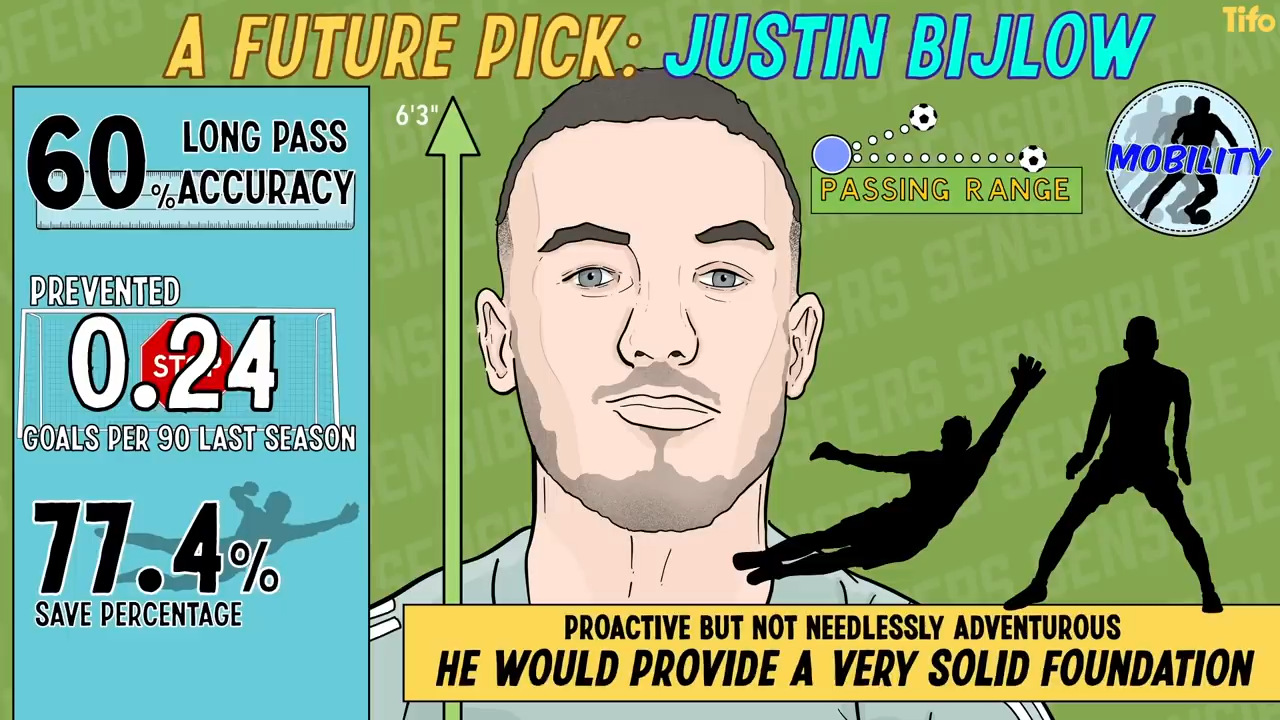 Tifo
A FUTURE PICK: JUSTIN BIJLOW
60% LONG PASS
ACCURACY
PREVENTED
STOP
0.24
GOALS PER 90 LAST SEASON
77.4%
SAVE PERCENTAGE
6'3"
PASSING RANGE
MOBILITY
PROACTIVE BUT NOT NEEDLESSLY ADVENTUROUS
HE WOULD PROVIDE A VERY SOLID FOUNDATION
SENSIBLE TRANSFERS